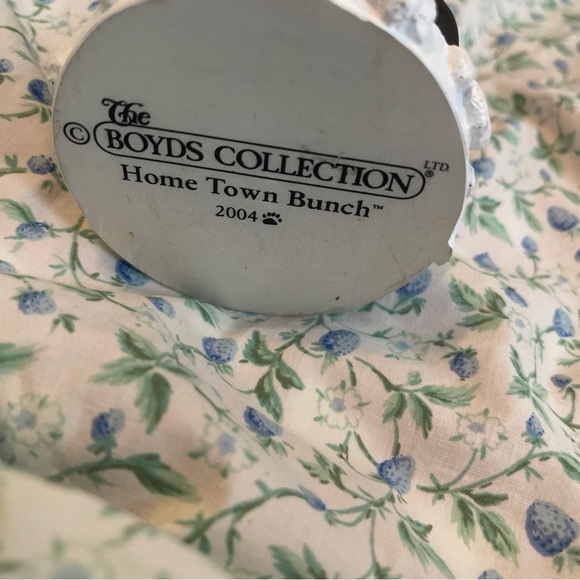 The
© BOYDS COLLECTION LTD.®
Home Town Bunch™
2004